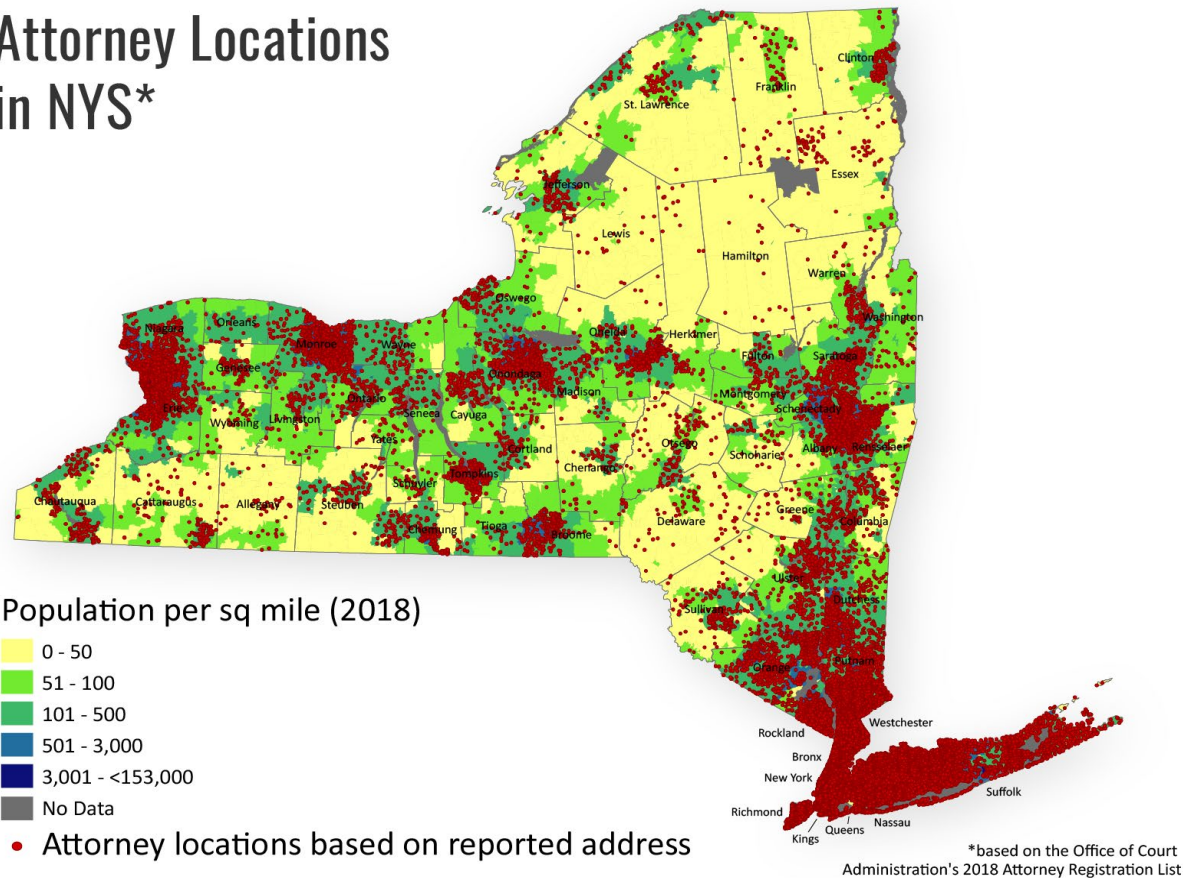 Attorney Locations
in NYS*
Clinton
Franklin
St. Lawrence
Essex
Jefferson
Lewis
Hamilton
Warren
Oswego
Washington
Niagara
Orleans
Oneida
Herkimer
Monroe
Wayne
Fulton
Saratoga
Genesee
Onondaga
Madison
Montgomery
Ontario
Schenectady
Erie
Seneca
Cayuga
Wyoming
Livingston
Yates
Otsego
Albany
Rensselaer
Cortland
Schoharie
Chenango
Tompkins
Schuyler
Chautauqua
Cattaraugus
Allegany
Steuben
Greene
Delaware
Columbia
Chemung
Tioga
Broome
Ulster
Dutchess
Sullivan
Orange
Putnam
Population per sq mile (2018)
0 - 50
51 - 100
101 - 500
501 - 3,000
3,001 - <153,000
No Data
Attorney locations based on reported address
Westchester
Rockland
Bronx
New York
Suffolk
Richmond
Nassau
Queens
Kings
*based on the Office of Court
Administration's 2018 Attorney Registration List